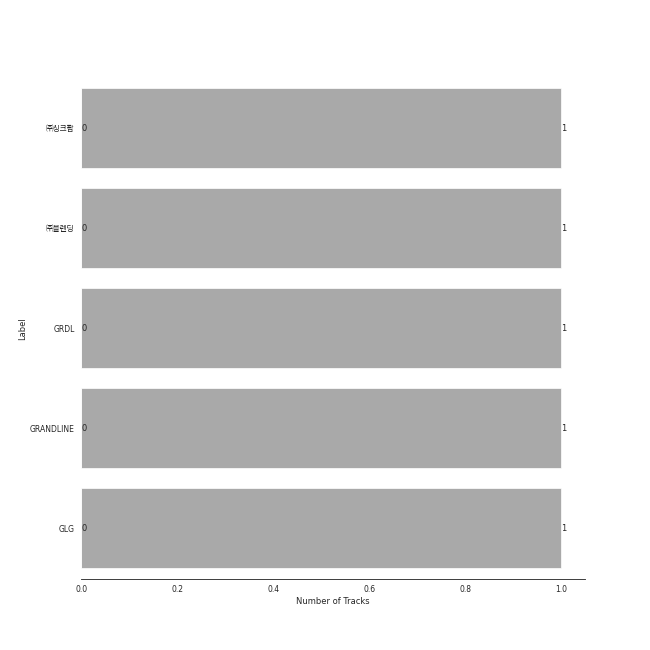 ㈜싱크팝 0 1
㈜블렌딩 0 1
Label
GRDL 0 1
GRANDLINE 0 1
GLG 0 1
0.0 0.2 0.4 0.6 0.8 1.0
Number of Tracks